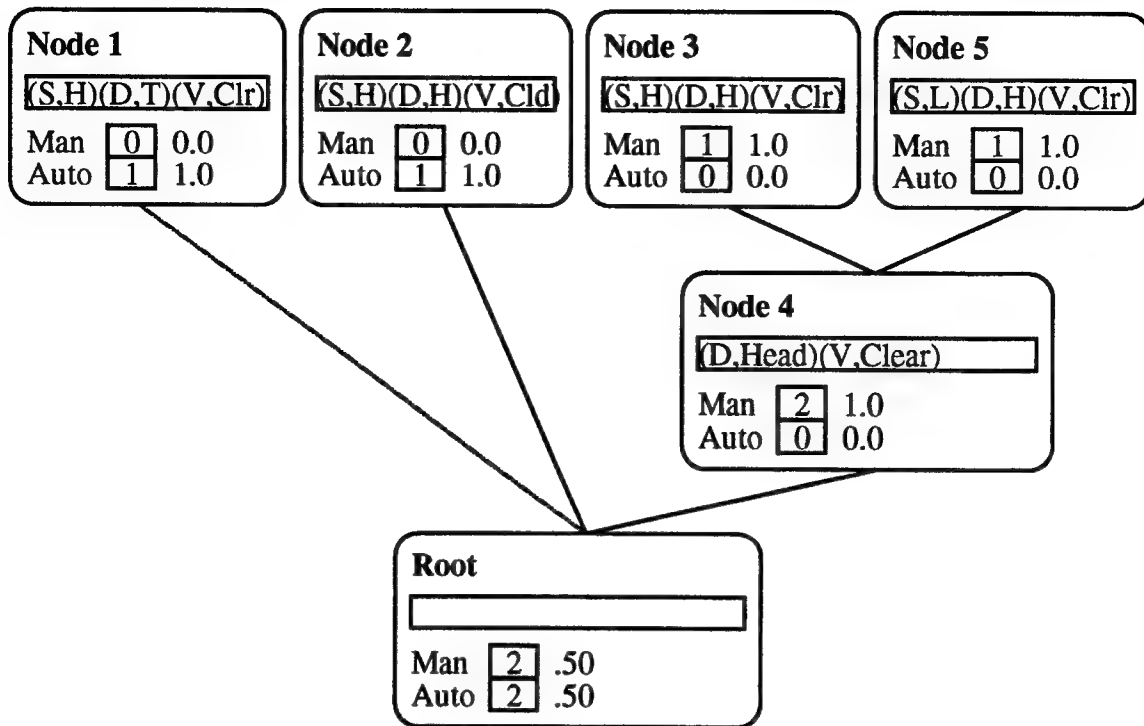 Node 1
(S,H)(D,T)(V,Clr)
Man 0 0.0
Auto 1 1.0
Node 2
(S,H)(D,H)(V,Cld)
Man 0 0.0
Auto 1 1.0
Node 3
(S,H)(D,H)(V,Clr)
Man 1 1.0
Auto 0 0.0
Node 5
(S,L)(D,H)(V,Clr)
Man 1 1.0
Auto 0 0.0
Node 4
(D,Head)(V,Clear)
Man 2 1.0
Auto 0 0.0
Root
Man 2 .50
Auto 2 .50